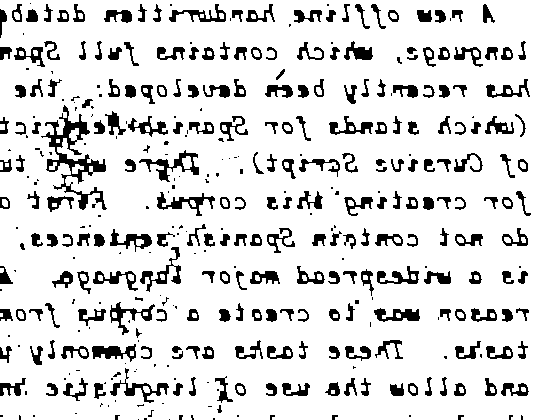 A new offline handwritten databa
language, which contains full Span
has recently been developed: the
(which stands for Spanish Restrict
of Cursive Script). There were tw
for creating this corpus. First o
do not contain Spanish sentences,
is a widespread major language. A
reason was to create a corpus from
tasks. These tasks are commonly u
and allow the use of linguistic kn